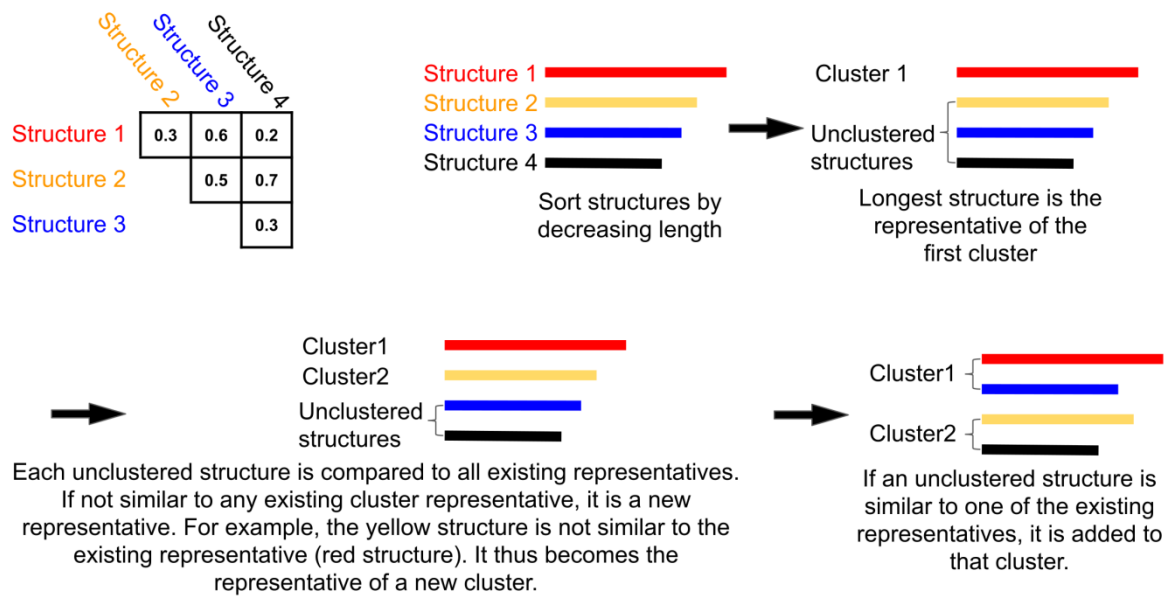 Structure 2
Structure 3
Structure 4
Structure 1 0.3 0.6 0.2
Structure 2 0.5 0.7
Structure 3 0.3
Structure 1
Structure 2
Structure 3
Structure 4
Sort structures by
decreasing length
Cluster 1
Unclustered
structures
Longest structure is the
representative of the
first cluster
Cluster1
Cluster2
Unclustered
structures
Each unclustered structure is compared to all existing representatives.
If not similar to any existing cluster representative, it is a new
representative. For example, the yellow structure is not similar to the
existing representative (red structure). It thus becomes the
representative of a new cluster.
Cluster1
Cluster2
If an unclustered structure is
similar to one of the existing
representatives, it is added to
that cluster.